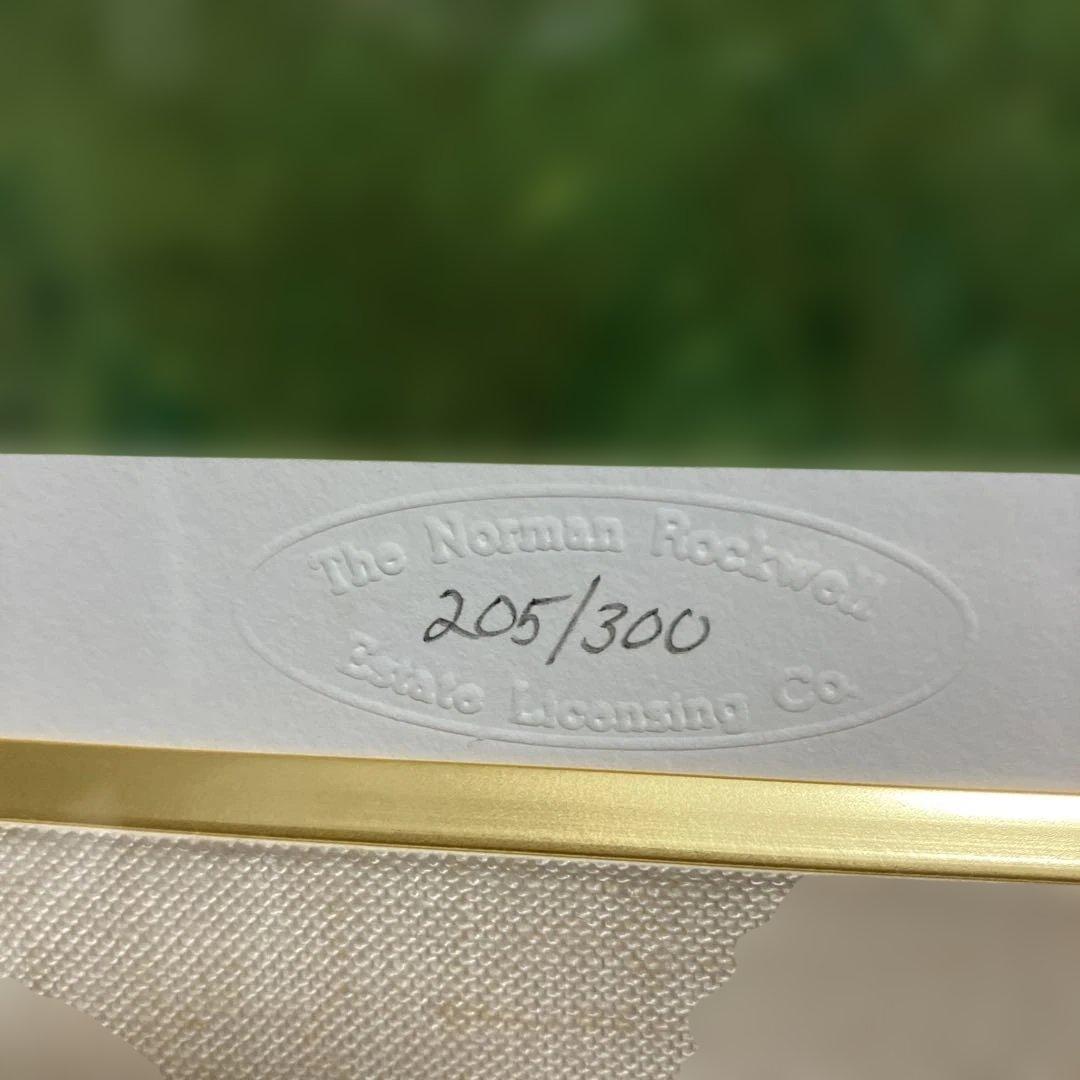 The Norman Rockwell
205/300
Estate Licensing Co.